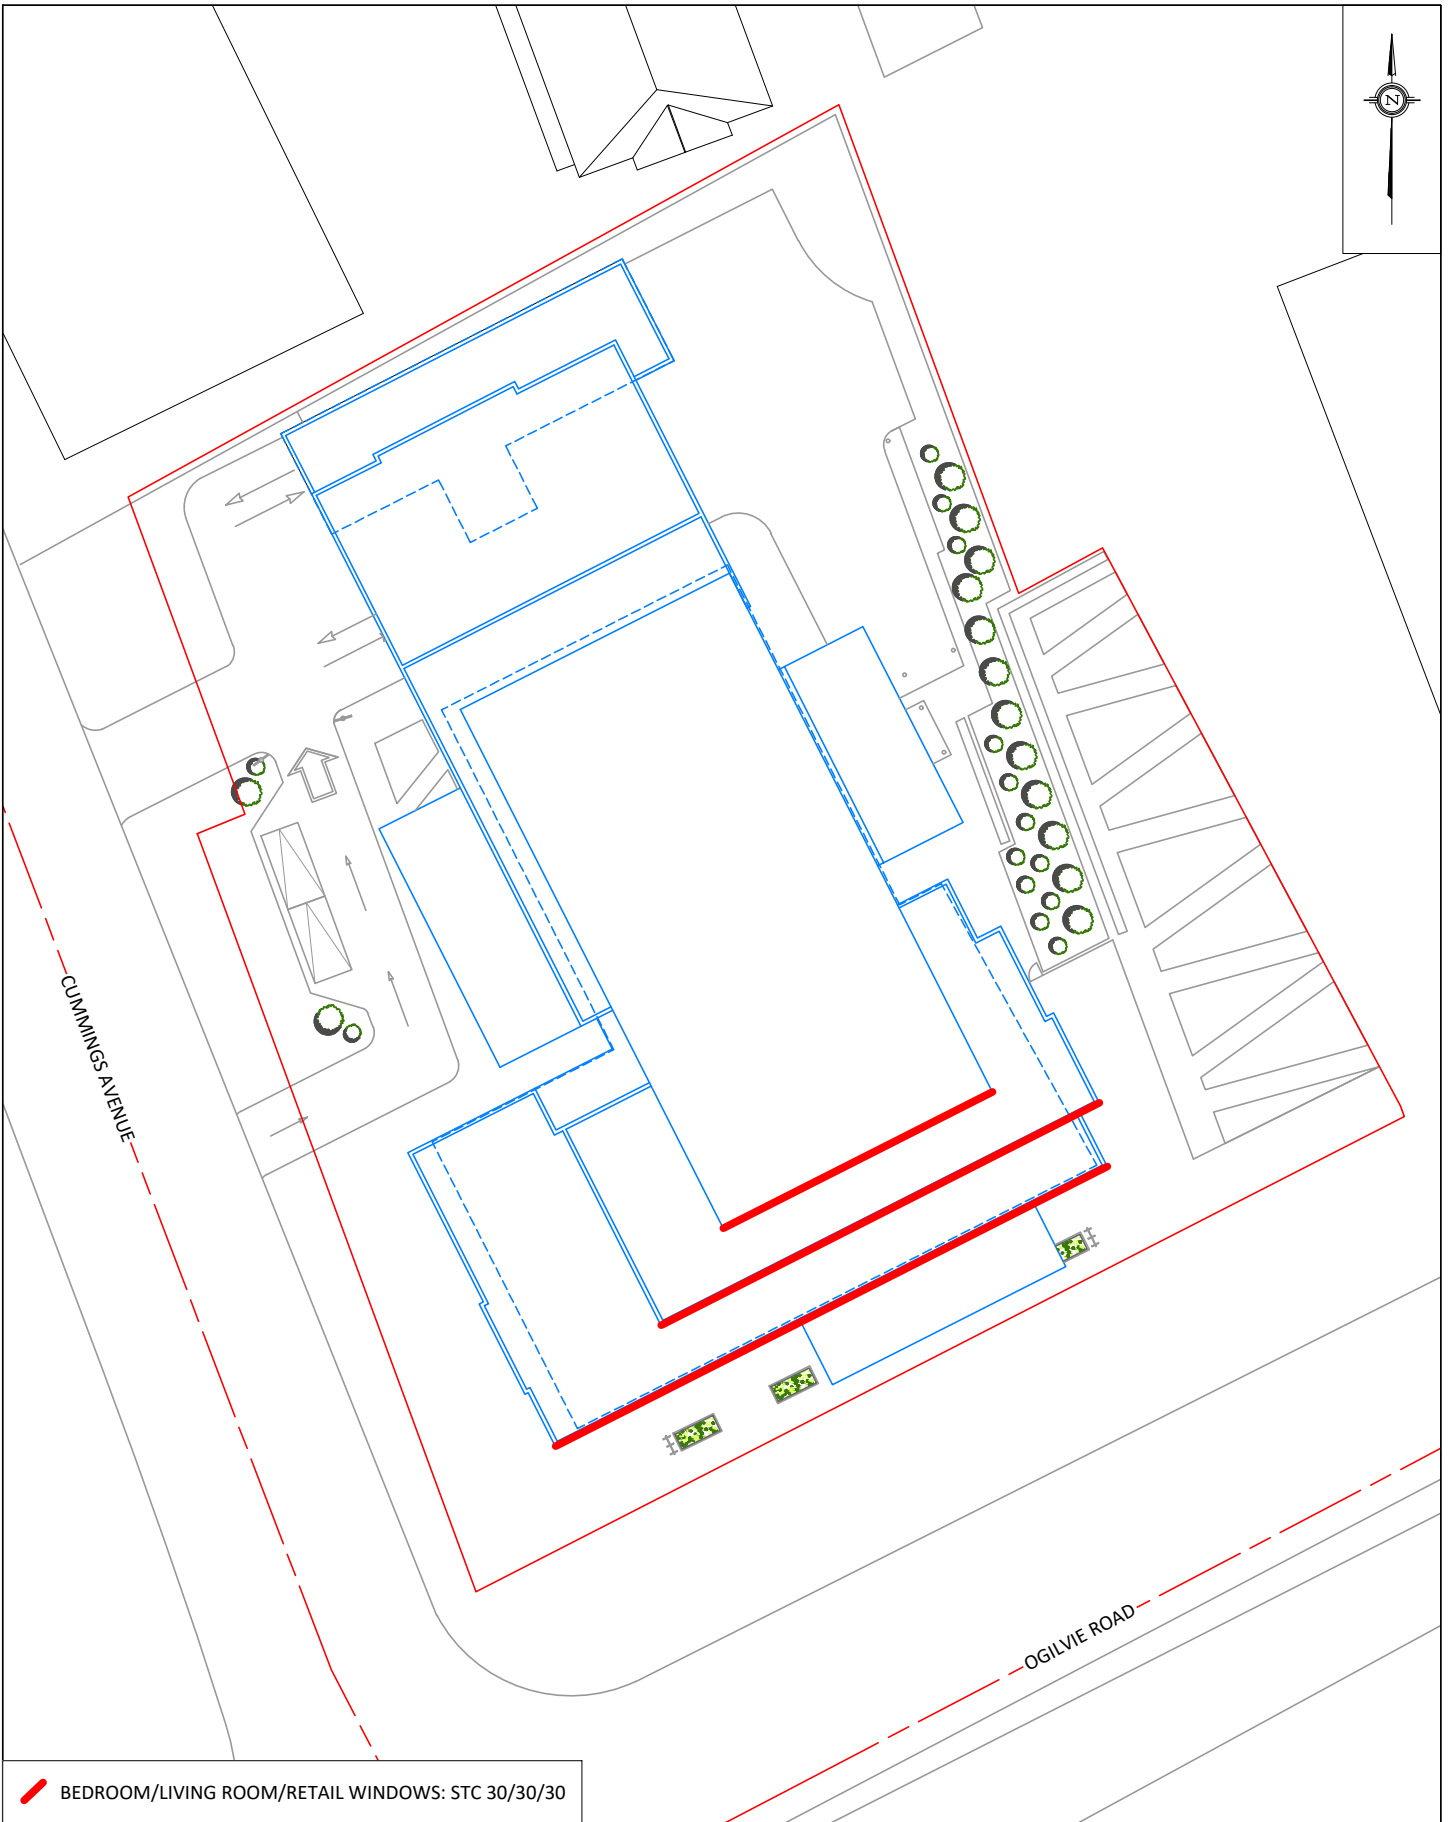 N
CUMMINGS AVENUE
OGILVIE ROAD
BEDROOM/LIVING ROOM/RETAIL WINDOWS: STC 30/30/30